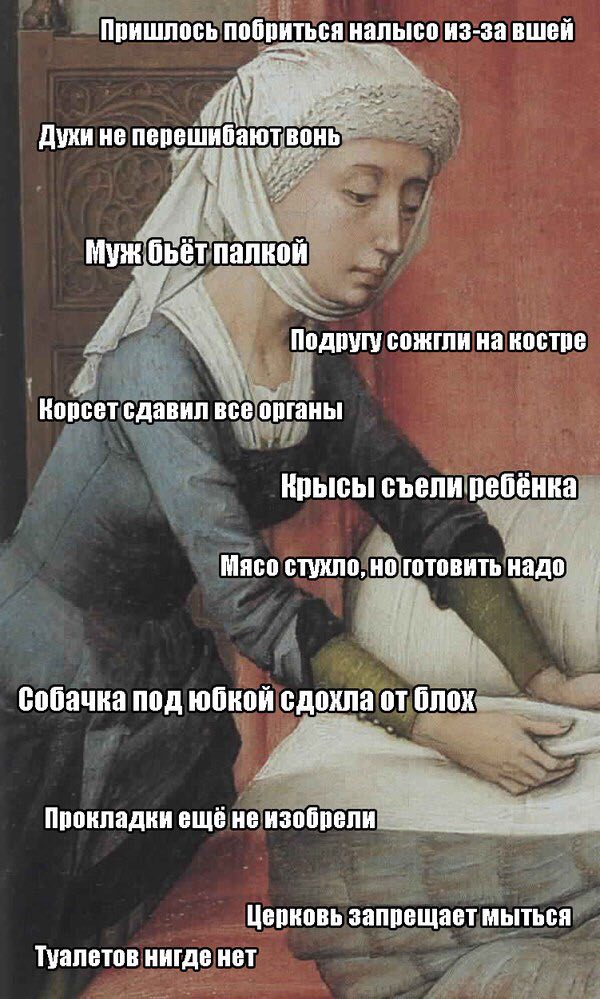 Пришлось побриться налысо из-за вшей
Духи не перешибают вонь
Муж бьёт палкой
Подругу сожгли на костре
Корсет сдавил все органы
Крысы съели ребёнка
Мясо стухло, но готовить надо
Собачка под юбкой сдохла от блох
Прокладки ещё не изобрели
Церковь запрещает мыться
Туалетов нигде нет